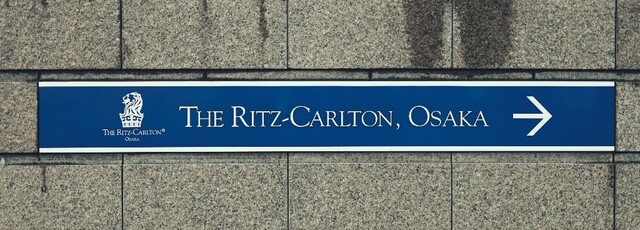 THE RITZ-CARLTON®
OSAKA
THE RITZ-CARLTON, OSAKA